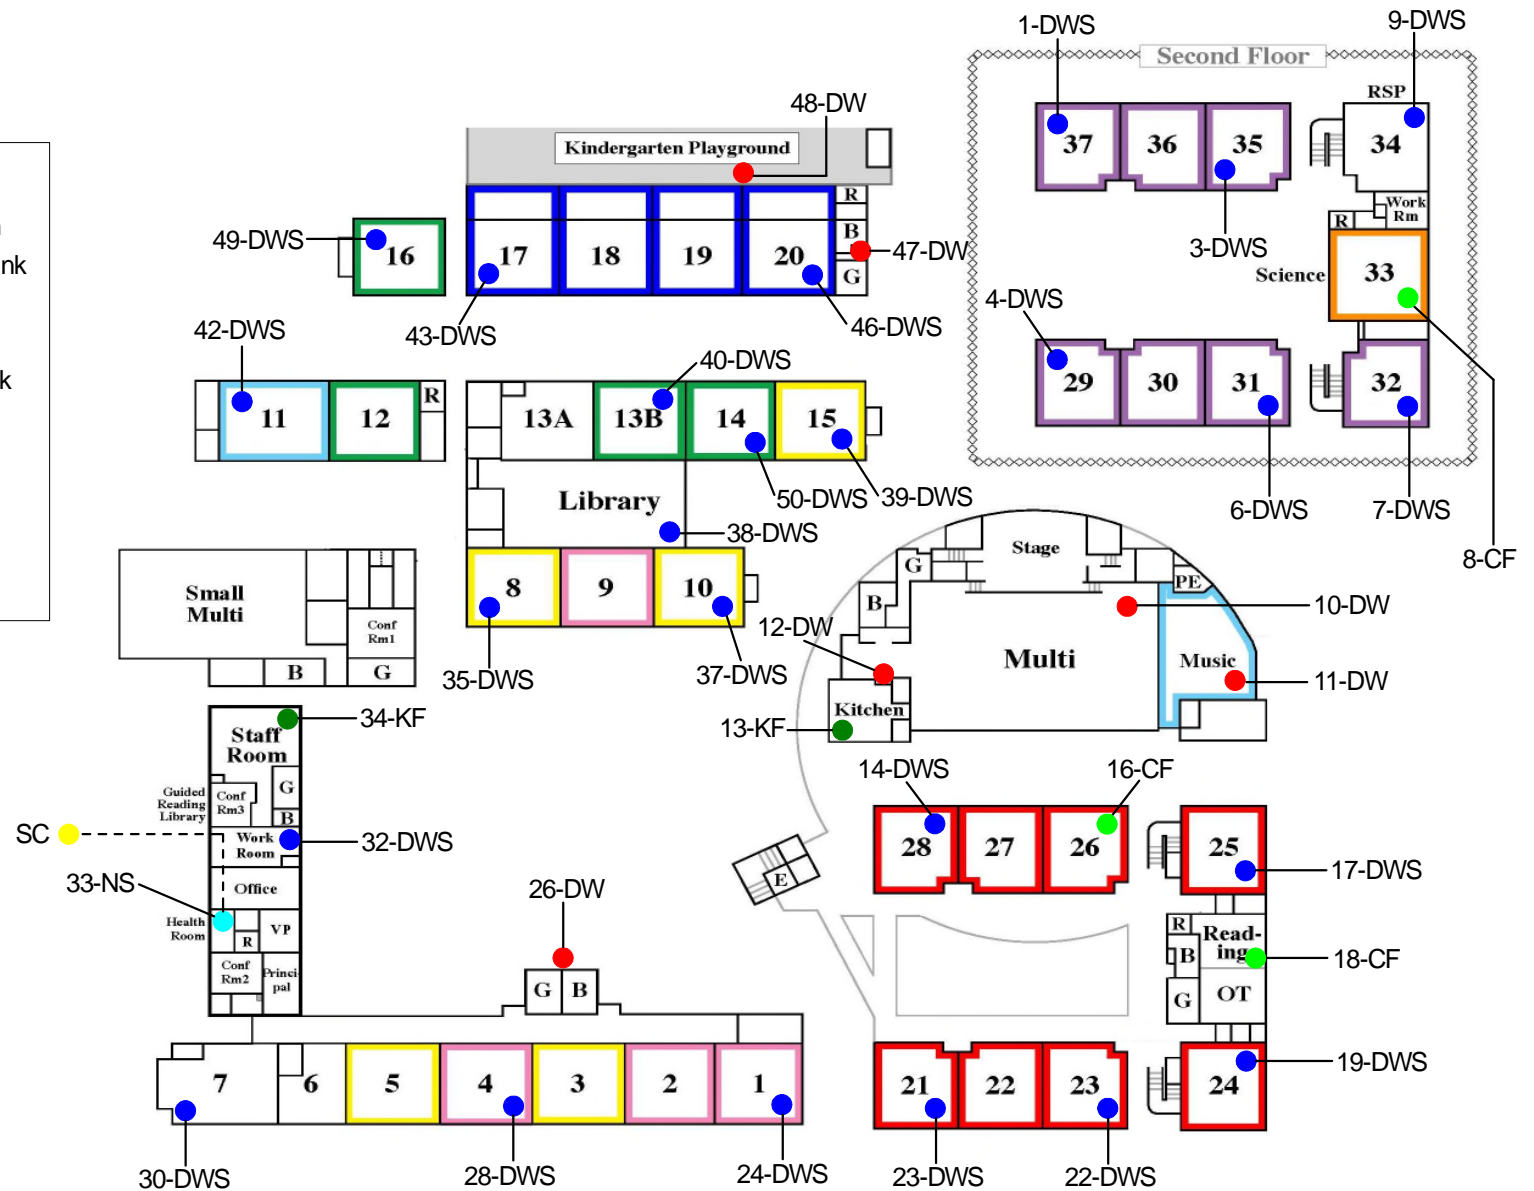 1-DWS
9-DWS
Second Floor
RSP
48-DW
Kindergarten Playground
37
36
35
34
R
Work
Rm
R
nk
49-DWS
16
17
18
19
20
B
G
47-DW
3-DWS
Science
33
4-DWS
42-DWS
43-DWS
46-DWS
k
40-DWS
29
30
31
32
11
12
R
13A
13B
14
15
Library
50-DWS
39-DWS
38-DWS
6-DWS
7-DWS
8-CF
Stage
G
PE
B
Small
Multi
Conf
Rm1
B
G
8
9
10
10-DW
12-DW
Multi
Music
11-DW
35-DWS
37-DWS
Kitchen
13-KF
34-KF
Staff
Room
G
Guided
Reading
Library
Conf
Rm3
B
14-DWS
16-CF
SC
Work
Room
32-DWS
28
27
26
25
17-DWS
33-NS
Office
26-DW
E
Health
Room
R
VP
R
Read-
ing
B
18-CF
Conf
Rm2
Princi-
pal
G
B
G
OT
7
6
5
4
3
2
1
21
22
23
24
19-DWS
30-DWS
28-DWS
24-DWS
23-DWS
22-DWS